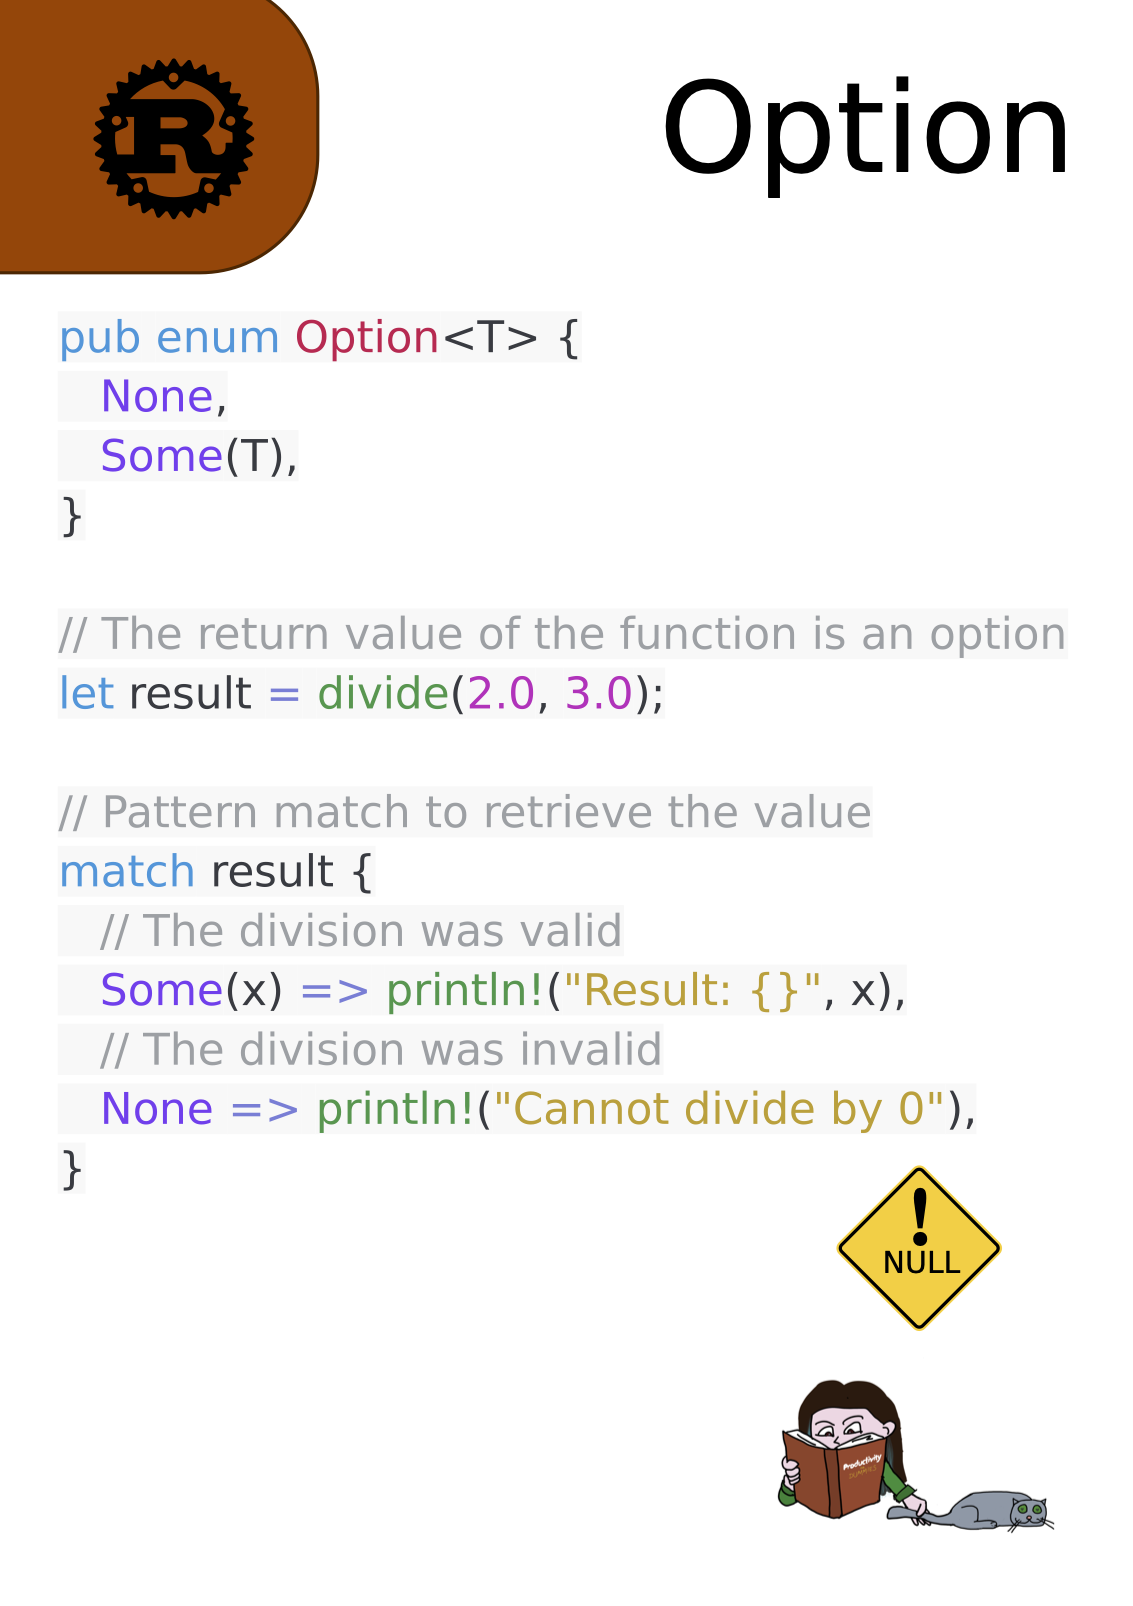 R
Option
pub enum Option<T> {
    None,
    Some(T),
}
// The return value of the function is an option
let result = divide(2.0, 3.0);
// Pattern match to retrieve the value
match result {
    // The division was valid
    Some(x) => println!("Result: {}", x),
    // The division was invalid
    None => println!("Cannot divide by 0"),
}
!
NULL
Productivity
DUMMIES